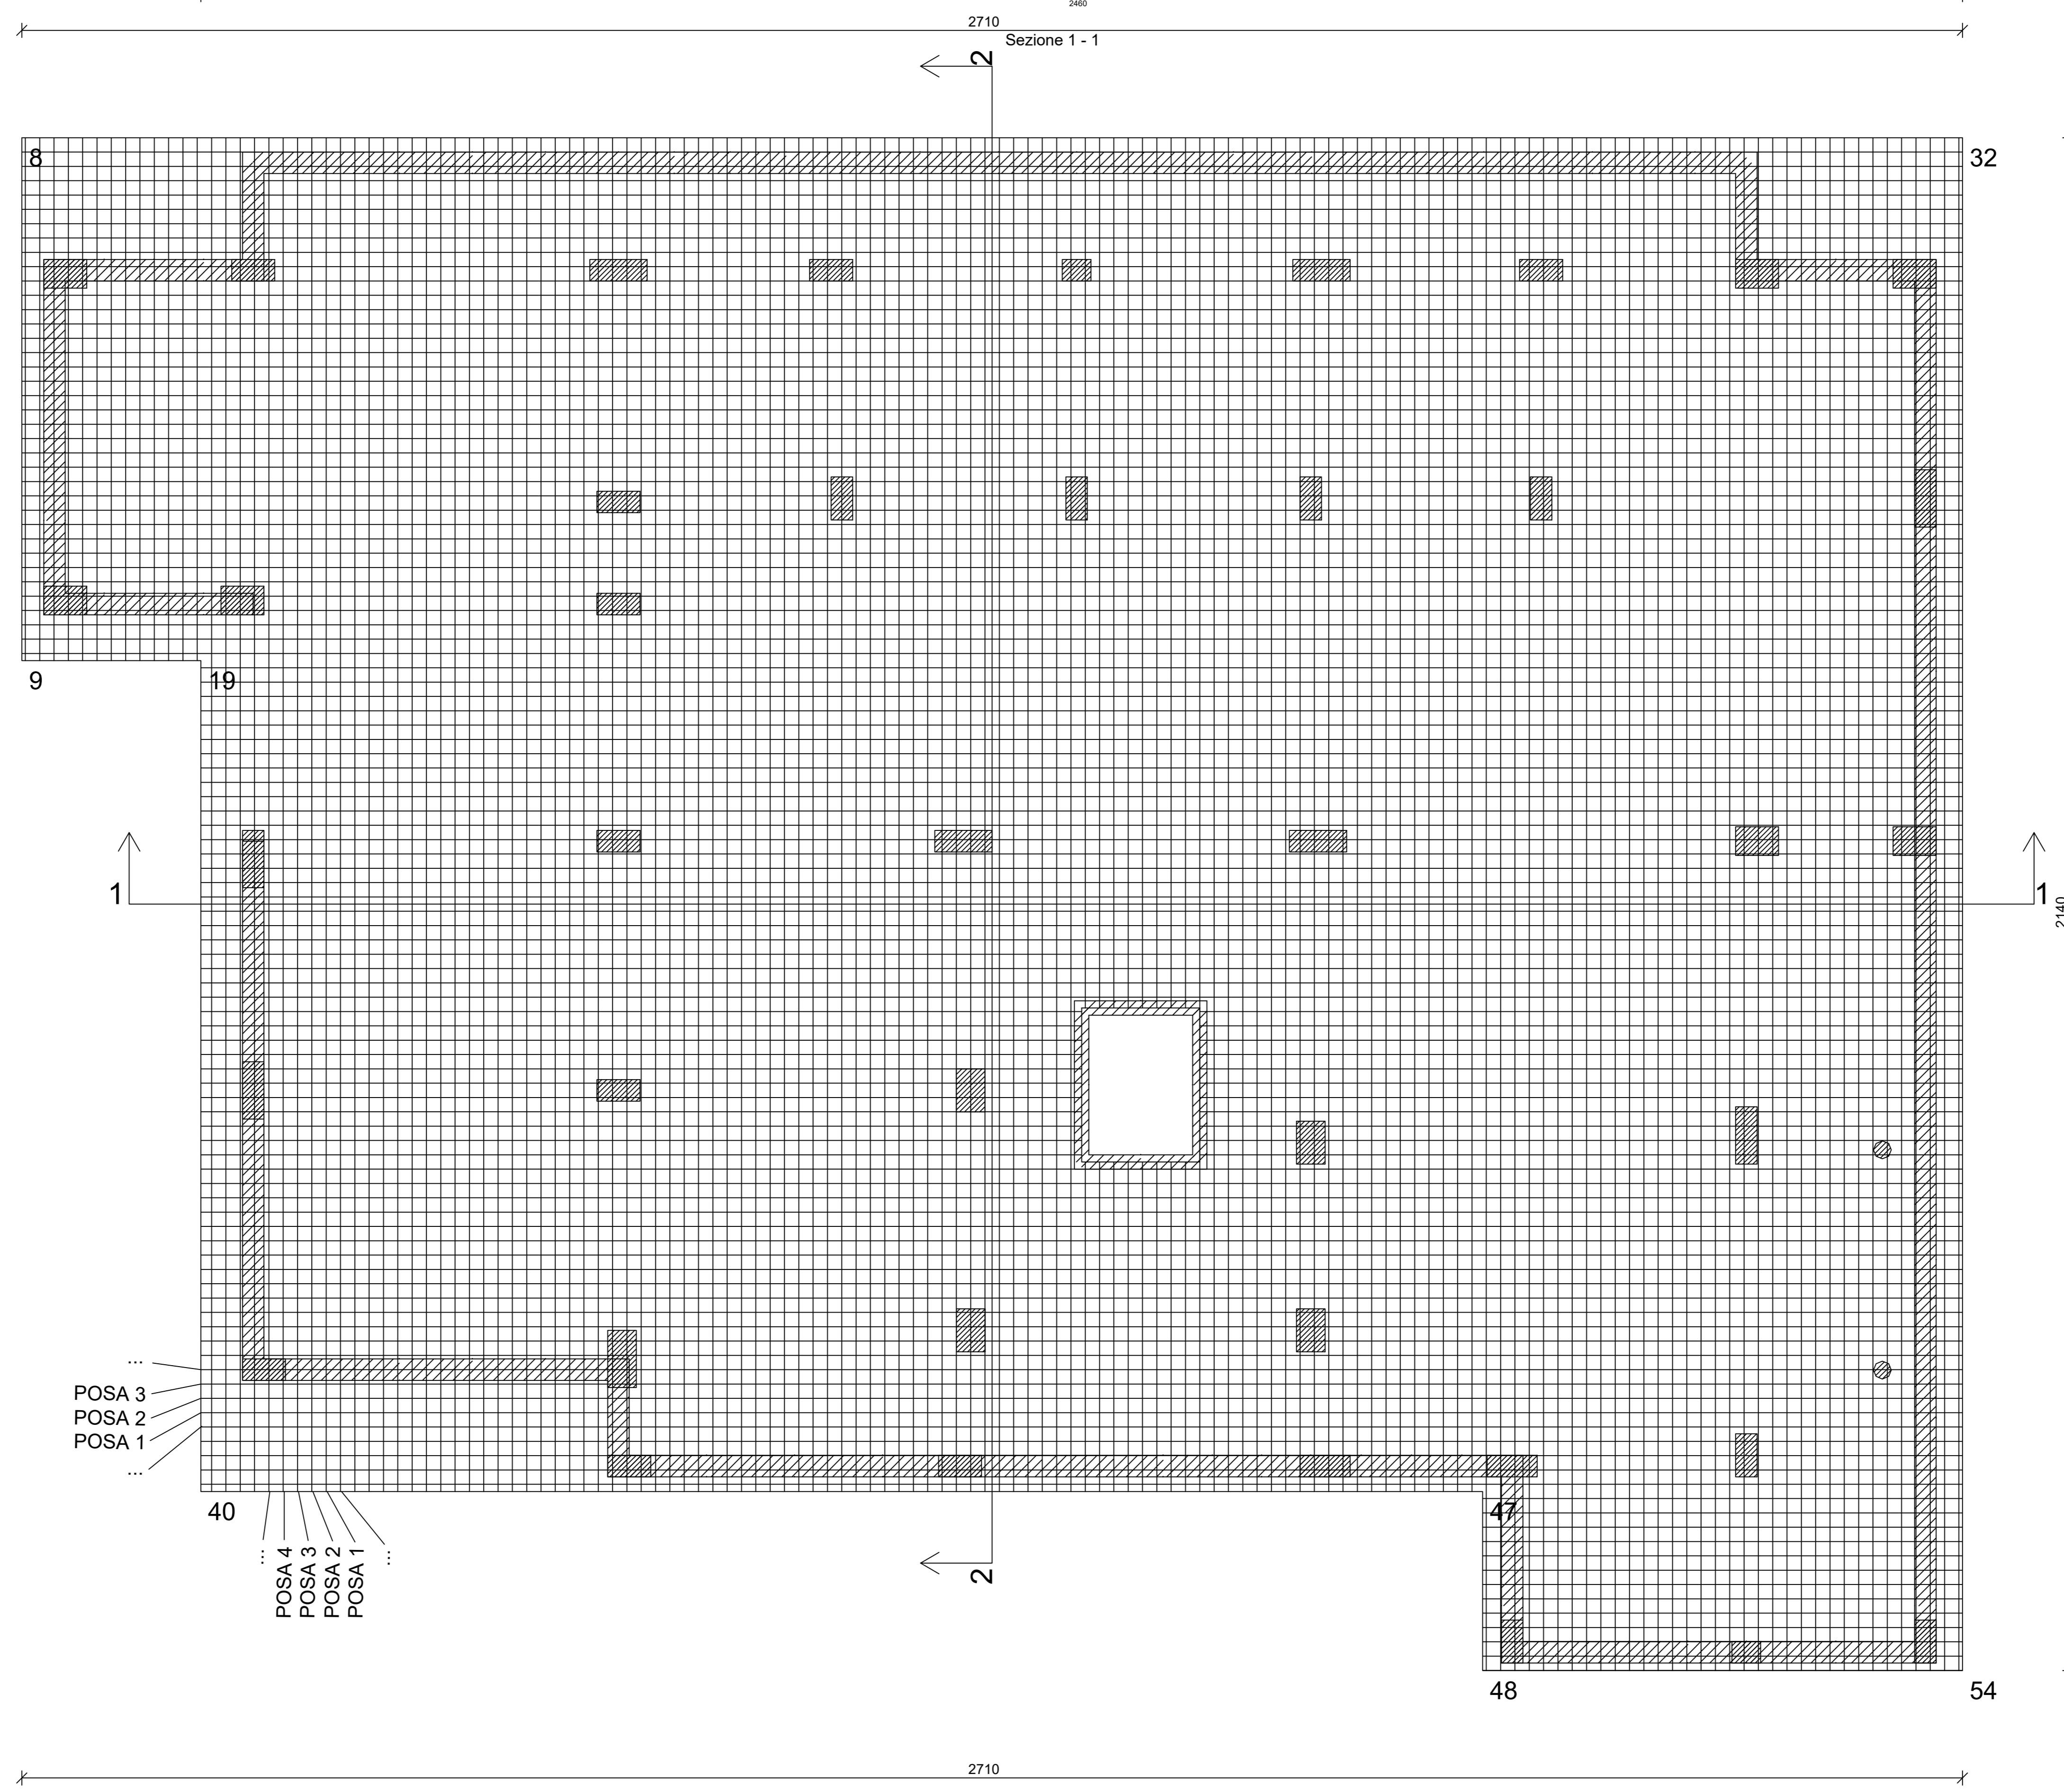 2460
2710
Sezione 1 - 1
2
8
32
9
19
1
1
2140
...
POSA 3
POSA 2
POSA 1
...
40
47
...
POSA 4
POSA 3
POSA 2
POSA 1
...
2
48
54
2710